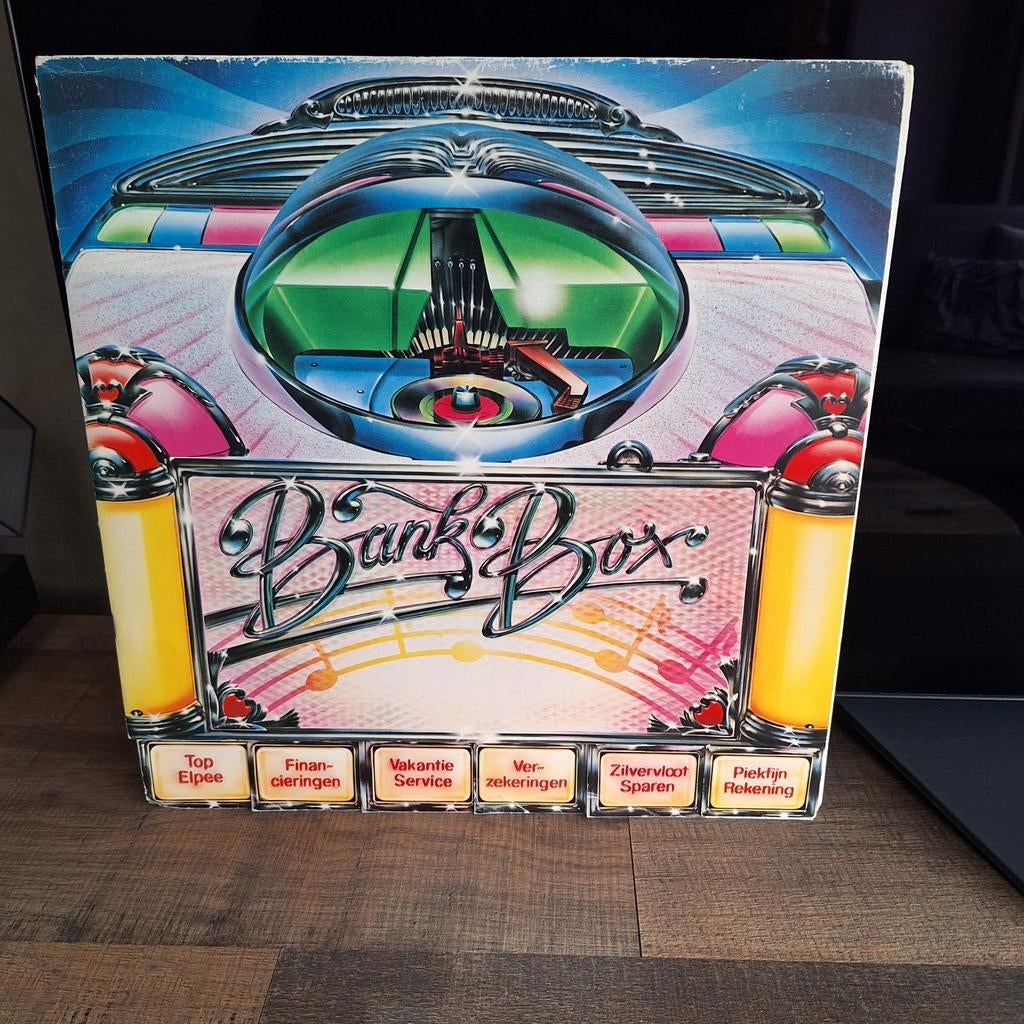 Bank Box
Top
Elpee
Finan-
cieringen
Vakantie
Service
Ver-
zekeringen
Zilvervloot
Sparen
Piekfijn
Rekening